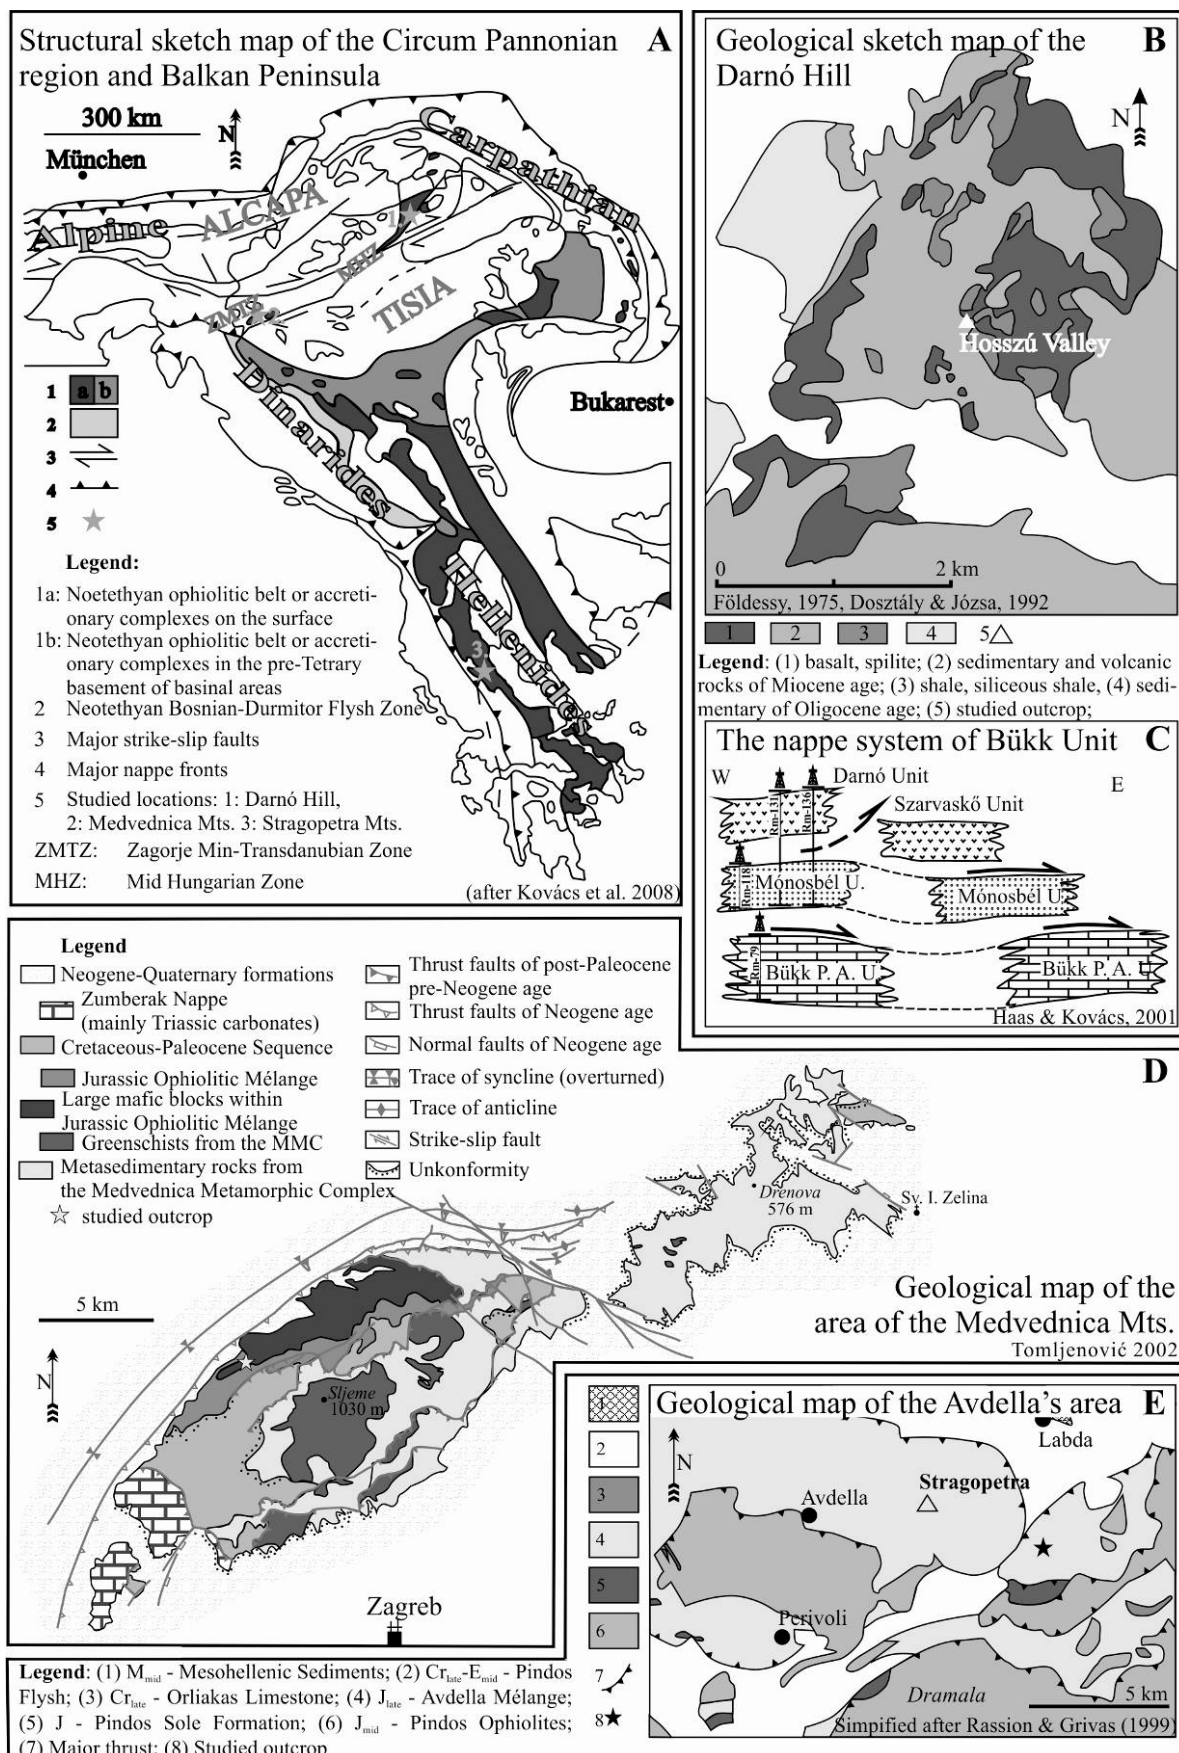 Structural sketch map of the Circum Pannonian
region and Balkan Peninsula
A
300 km
N
München
Carpathian
ALCAPA
Alpine
1
MHZ
TISIA
ZMTZ
2
Dinarides
Bukarest
Hellenides
3
1 a b
2
3
4
5
Legend:
1a: Noetethyan ophiolitic belt or accreti-
onary complexes on the surface
1b: Neotethyan ophiolitic belt or accreti-
onary complexes in the pre-Tetrary
basement of basinal areas
2 Neotethyan Bosnian-Durmitor Flysh Zone
3 Major strike-slip faults
4 Major nappe fronts
5 Studied locations: 1: Darnó Hill,
2: Medvednica Mts. 3: Stragopetra Mts.
ZMTZ: Zagorje Min-Transdanubian Zone
MHZ: Mid Hungarian Zone
(after Kovács et al. 2008)
Geological sketch map of the
Darnó Hill
B
N
Hosszú Valley
0 2 km
Földessy, 1975, Dosztály & Józsa, 1992
1 2 3 4 5
Legend: (1) basalt, spilite; (2) sedimentary and volcanic
rocks of Miocene age; (3) shale, siliceous shale, (4) sedi-
mentary of Oligocene age; (5) studied outcrop;
The nappe system of Bükk Unit
C
W
E
Darnó Unit
Rm-131
Rm-136
Szarvaskő Unit
Rm-118
Mónosbél U.
Mónosbél U.
Rm-79
Bükk P. A. U
Bükk P. A. U
Haas & Kovács, 2001
Legend
Neogene-Quaternary formations
Zumberak Nappe
(mainly Triassic carbonates)
Cretaceous-Paleocene Sequence
Jurassic Ophiolitic Mélange
Large mafic blocks within
Jurassic Ophiolitic Mélange
Greenschists from the MMC
Metasedimentary rocks from
the Medvednica Metamorphic Complex
studied outcrop
Thrust faults of post-Paleocene
pre-Neogene age
Thrust faults of Neogene age
Normal faults of Neogene age
Trace of syncline (overturned)
Trace of anticline
Strike-slip fault
Unkonformity
D
Drenova
576 m
Sv. I. Zelina
5 km
N
Geological map of the
area of the Medvednica Mts.
Tomljenović 2002
Sljeme
1030 m
Zagreb
Geological map of the Avdella's area
E
1
2
3
4
5
6
7
8
N
Labda
Stragopetra
Avdella
Perivoli
Dramala
5 km
Simpified after Rassion & Grivas (1999)
Legend: (1) Mmid - Mesohellenic Sediments; (2) Crlate-Emid - Pindos
Flysh; (3) Crlate - Orliakas Limestone; (4) Jlate - Avdella Mélange;
(5) J - Pindos Sole Formation; (6) Jmid - Pindos Ophiolites;
(7) Major thrust; (8) Studied outcrop